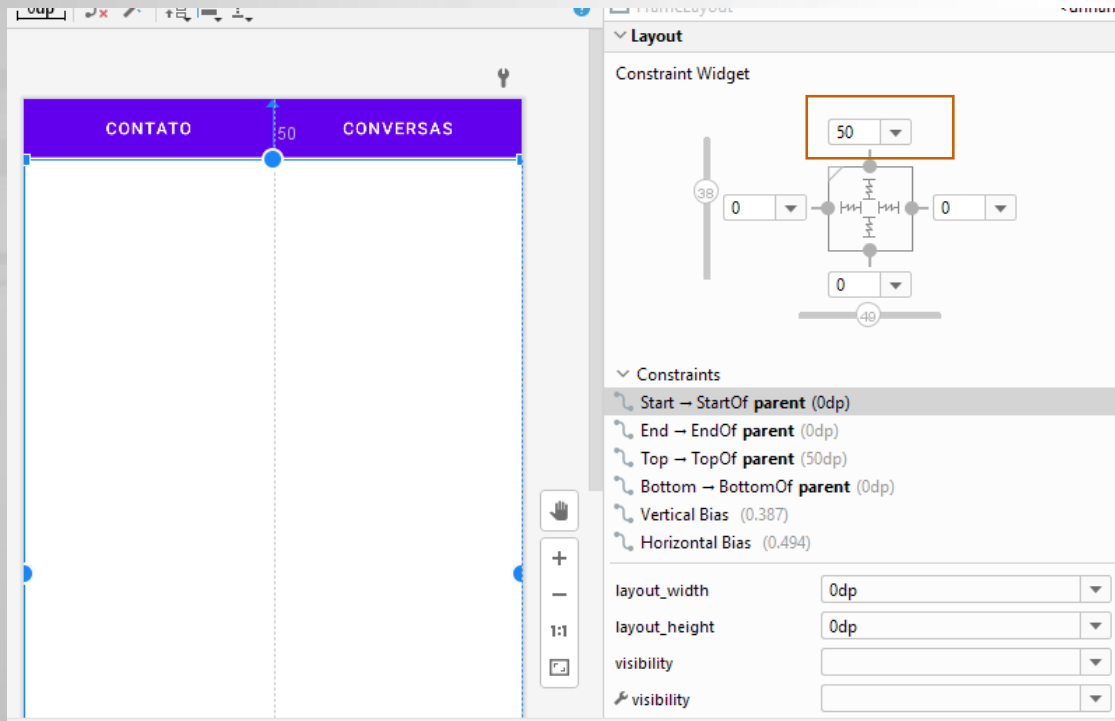 0dp
Layout
Constraint Widget
CONTATO
50
CONVERSAS
50
38
0
0
0
49
Constraints
Start → StartOf parent (0dp)
End → EndOf parent (0dp)
Top → TopOf parent (50dp)
Bottom → BottomOf parent (0dp)
Vertical Bias (0.387)
Horizontal Bias (0.494)
1:1
layout_width 0dp
layout_height 0dp
visibility
visibility